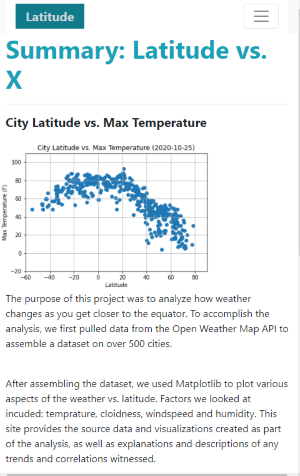 Latitude
Summary: Latitude vs.
X
City Latitude vs. Max Temperature
City Latitude vs. Max Temperature (2020-10-25)
100
80
60
40
20
0
−20
Max Temperature (F)
−60 −40 −20 0 20 40 60 80
Latitude
The purpose of this project was to analyze how weather
changes as you get closer to the equator. To accomplish the
analysis, we first pulled data from the Open Weather Map API to
assemble a dataset on over 500 cities.
After assembling the dataset, we used Matplotlib to plot various
aspects of the weather vs. latitude. Factors we looked at
incuded: temprature, cloidness, windspeed and humidity. This
site provides the source data and visualizations created as part
of the analysis, as well as explanations and descriptions of any
trends and correlations witnessed.